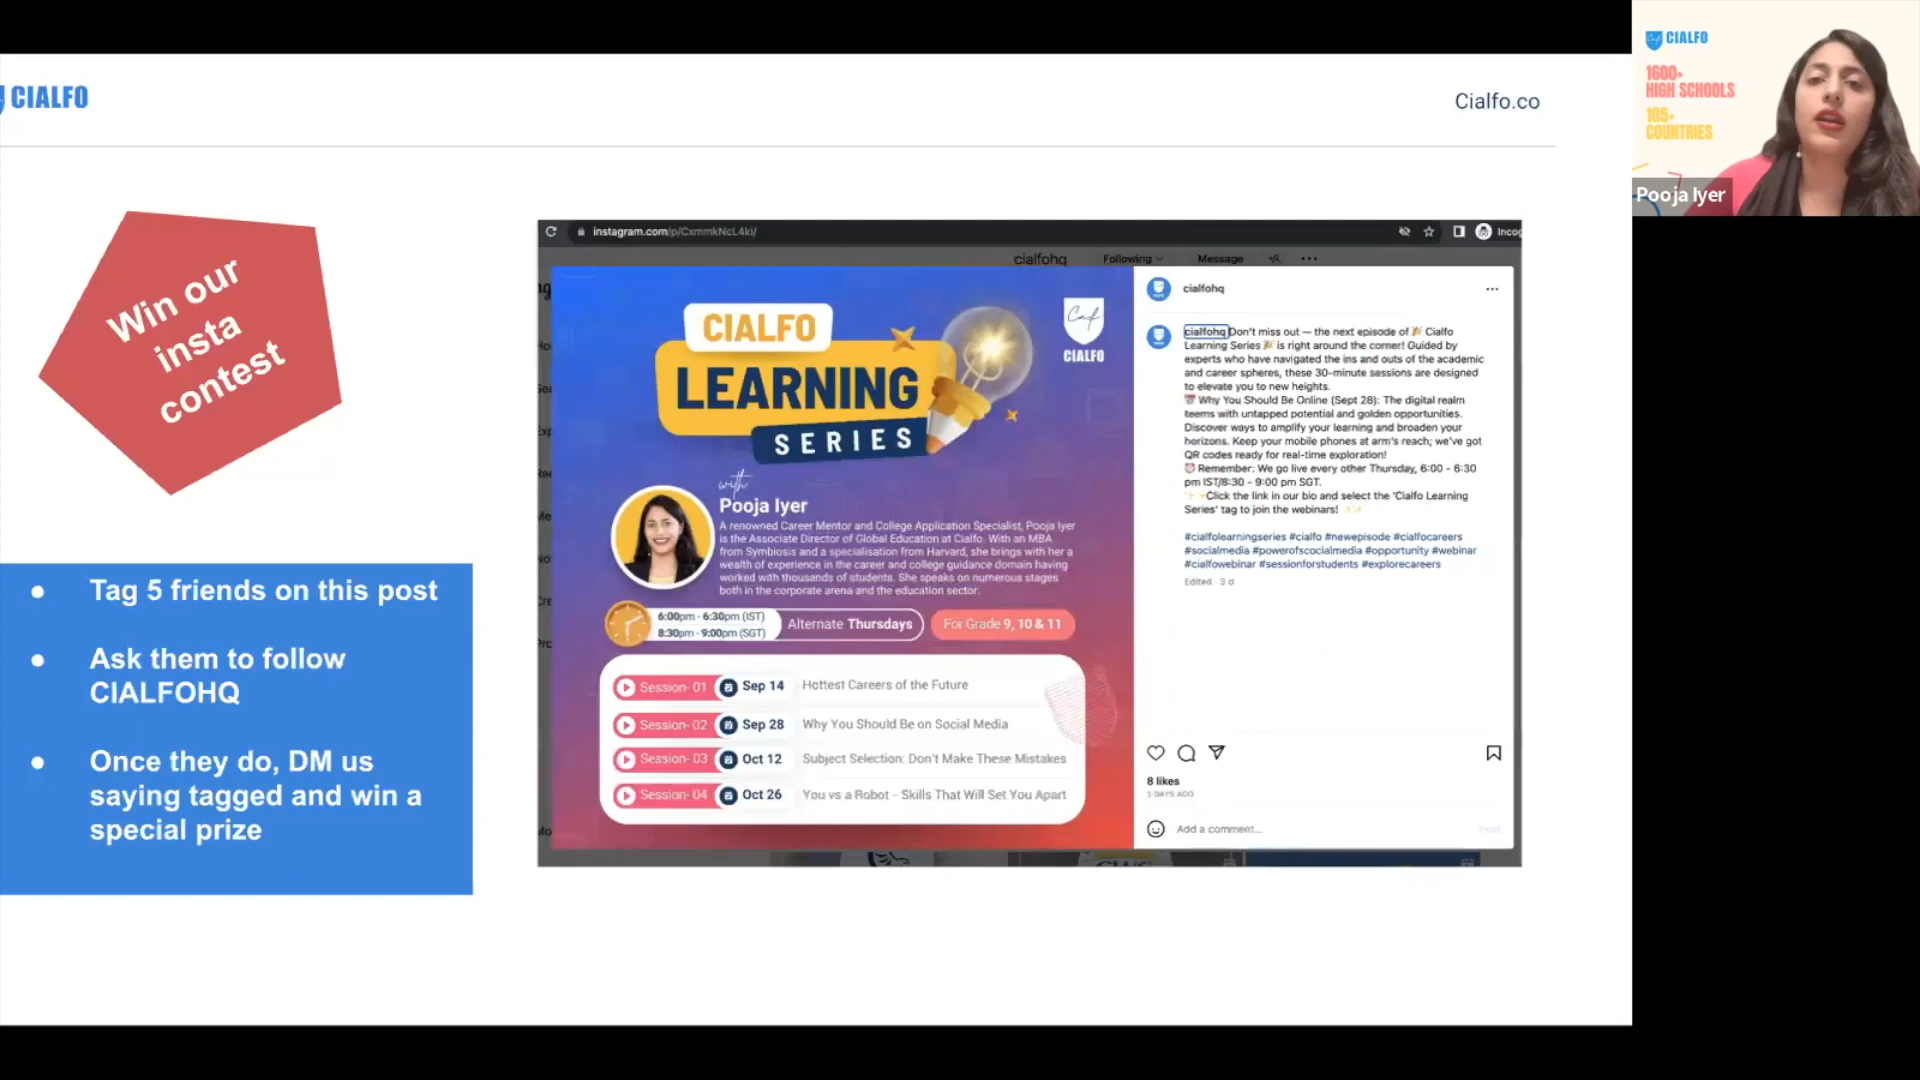 CIALFO
Cialfo.co
CIALFO
1600+
HIGH SCHOOLS
105+
COUNTRIES
Pooja Iyer
Win our
insta
contest
Tag 5 friends on this post
Ask them to follow
CIALFOHQ
Once they do, DM us
saying tagged and win a
special prize
instagram.com/p/CxmmkNcL4ki/
Incog
cialfohq Following Message
CIALFO
LEARNING
SERIES
Caf
CIALFO
with
Pooja Iyer
A renowned Career Mentor and College Application Specialist, Pooja Iyer
is the Associate Director of Global Education at Cialfo. With an MBA
from Symbiosis and a specialisation from Harvard, she brings with her a
wealth of experience in the career and college guidance domain having
worked with thousands of students. She speaks on numerous stages
both in the corporate arena and the education sector.
6:00pm - 6:30pm (IST)
8:30pm - 9:00pm (SGT)
Alternate Thursdays
For Grade 9, 10 & 11
Session- 01 Sep 14 Hottest Careers of the Future
Session- 02 Sep 28 Why You Should Be on Social Media
Session- 03 Oct 12 Subject Selection: Don't Make These Mistakes
Session- 04 Oct 26 You vs a Robot - Skills That Will Set You Apart
cialfohq
cialfohq Don't miss out — the next episode of 🎉 Cialfo
Learning Series 🎉 is right around the corner! Guided by
experts who have navigated the ins and outs of the academic
and career spheres, these 30-minute sessions are designed
to elevate you to new heights.
📅 Why You Should Be Online (Sept 28): The digital realm
teems with untapped potential and golden opportunities.
Discover ways to amplify your learning and broaden your
horizons. Keep your mobile phones at arm's reach; we've got
QR codes ready for real-time exploration!
⏰ Remember: We go live every other Thursday, 6:00 - 6:30
pm IST/8:30 - 9:00 pm SGT.
✨Click the link in our bio and select the 'Cialfo Learning
Series' tag to join the webinars! ✨
#cialfolearningseries #cialfo #newepisode #cialfocareers
#socialmedia #powerofscocialmedia #opportunity #webinar
#cialfowebinar #sessionforstudents #explorecareers
Edited · 3 d
8 likes
3 DAYS AGO
Add a comment...
Post